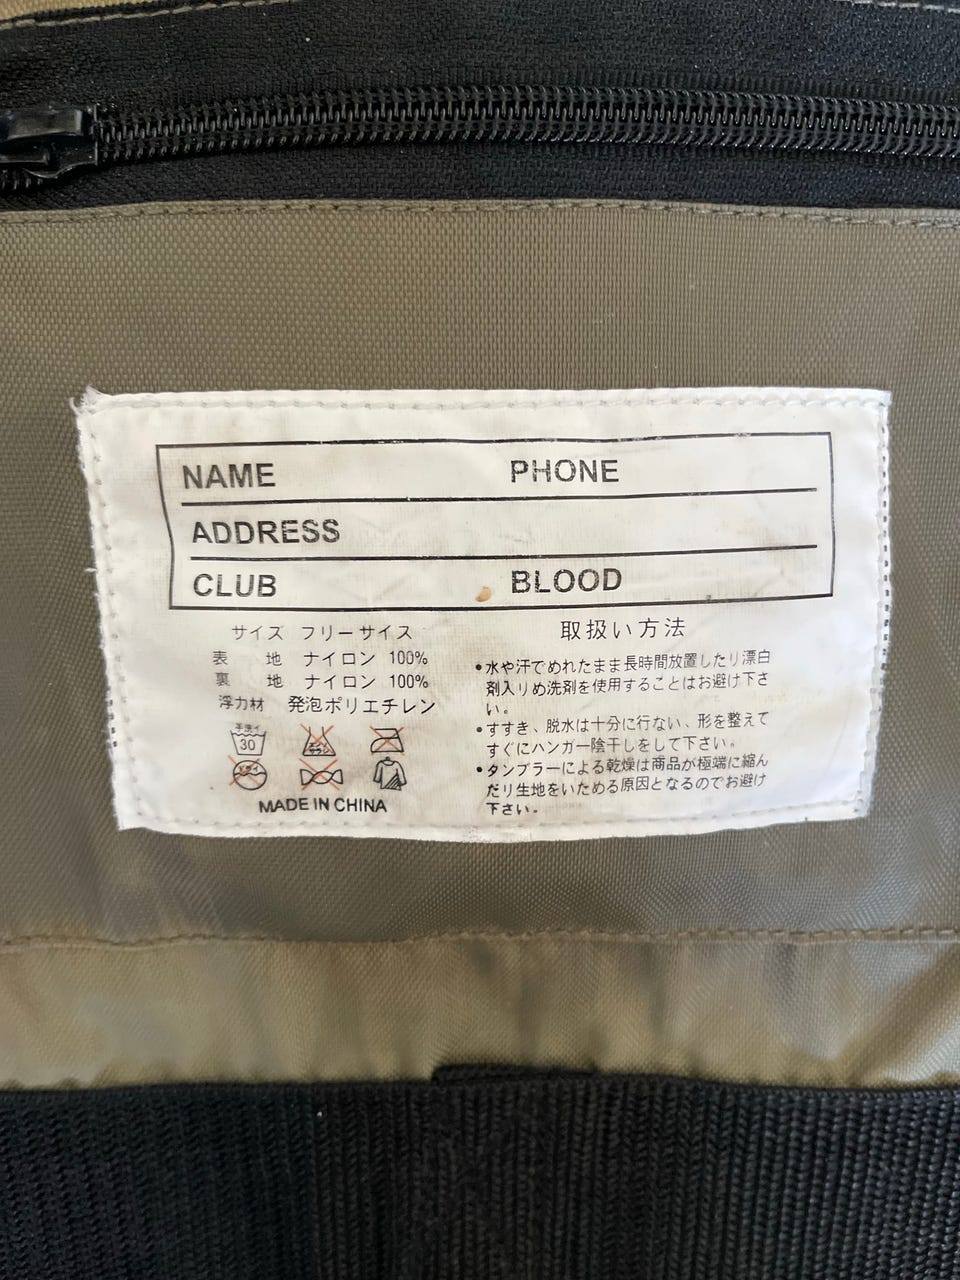 NAME PHONE
ADDRESS
CLUB BLOOD
サイズ フリーサイズ
表 地 ナイロン 100%
裏 地 ナイロン 100%
浮力材 発泡ポリエチレン
手洗イ
30
MADE IN CHINA
取扱い方法
•水や汗でめれたまま長時間放置したり漂白
剤入りめ洗剤を使用することはお避け下さ
い。
•すすき、脱水は十分に行ない、形を整えて
すぐにハンガー陰干しをして下さい。
•タンブラーによる乾燥は商品が極端に縮ん
だり生地をいためる原因となるのでお避け
下さい。